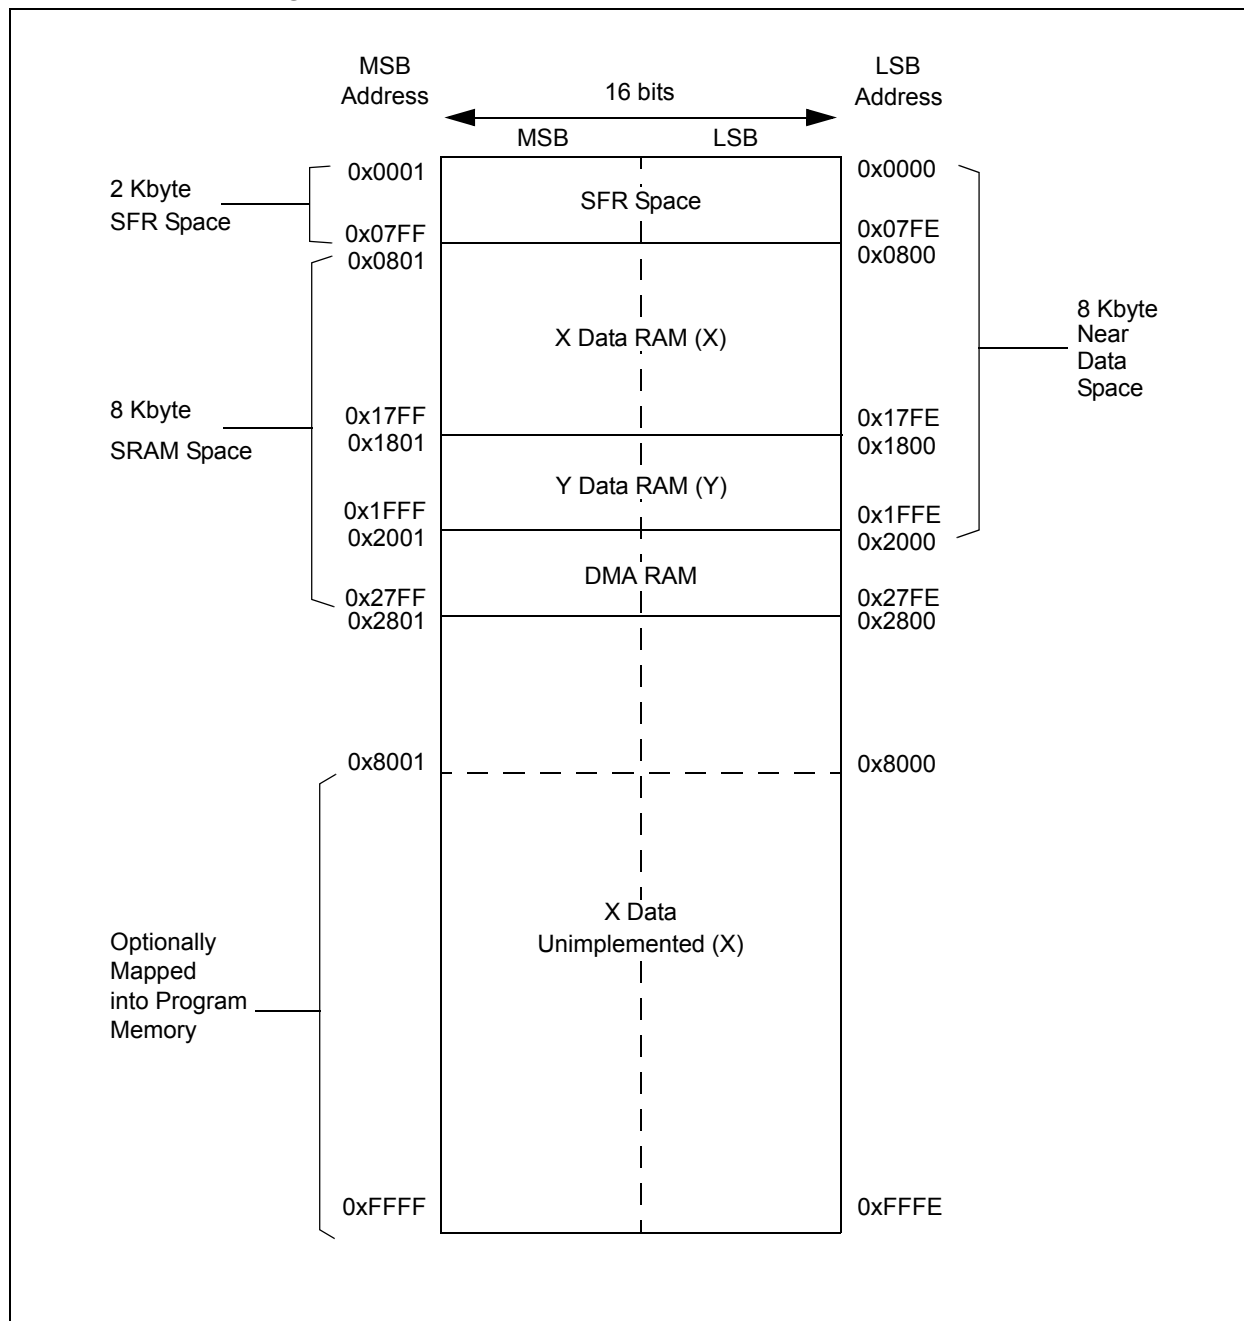 MSB
Address
16 bits
LSB
Address
MSB
LSB
0x0001
0x0000
2 Kbyte
SFR Space
SFR Space
0x07FF
0x07FE
0x0801
0x0800
X Data RAM (X)
8 Kbyte
Near
Data
Space
8 Kbyte
SRAM Space
0x17FF
0x17FE
0x1801
0x1800
Y Data RAM (Y)
0x1FFF
0x1FFE
0x2001
0x2000
DMA RAM
0x27FF
0x27FE
0x2801
0x2800
0x8001
0x8000
X Data
Unimplemented (X)
Optionally
Mapped
into Program
Memory
0xFFFF
0xFFFE